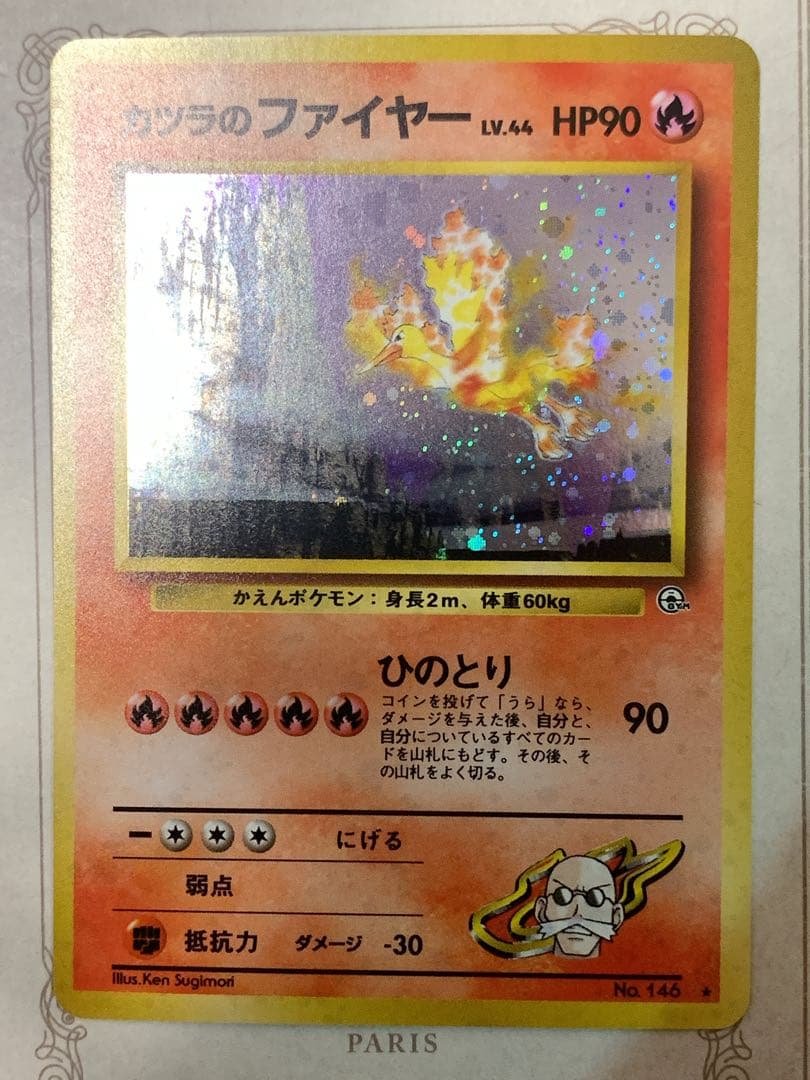 カツラのファイヤー LV.44 HP90
かえんポケモン：身長2m、体重60kg
ひのとり
コインを投げて「うら」なら、
ダメージを与えた後、自分と、
自分についているすべてのカー
ドを山札にもどす。その後、そ
の山札をよく切る。
90
にげる
弱点
抵抗力 ダメージ -30
Illus.Ken Sugimori
No. 146
PARIS